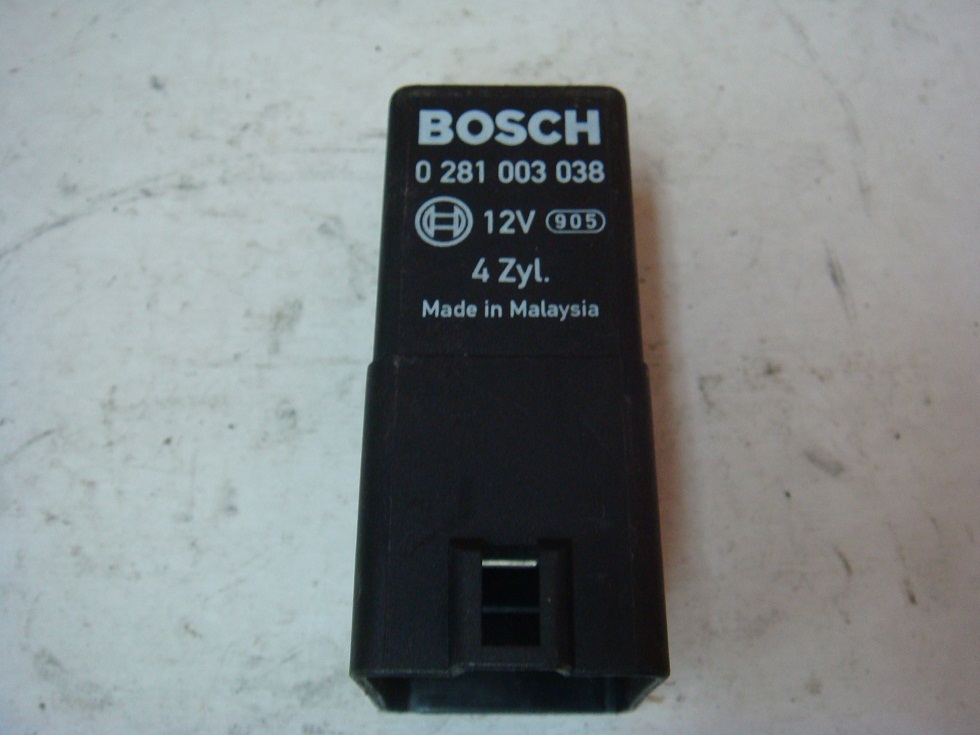 BOSCH
0 281 003 038
12V 905
4 Zyl.
Made in Malaysia